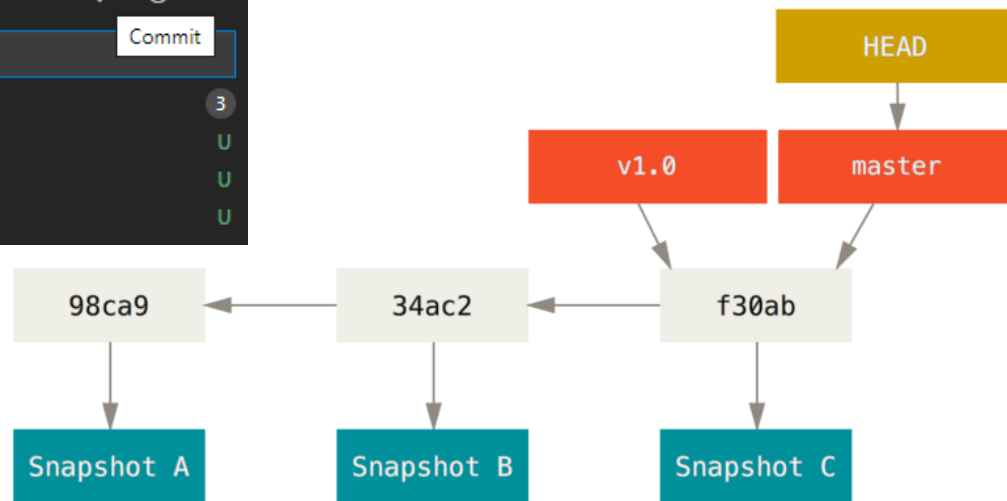 Commit
3
U
U
U
HEAD
v1.0
master
98ca9
34ac2
f30ab
Snapshot A
Snapshot B
Snapshot C